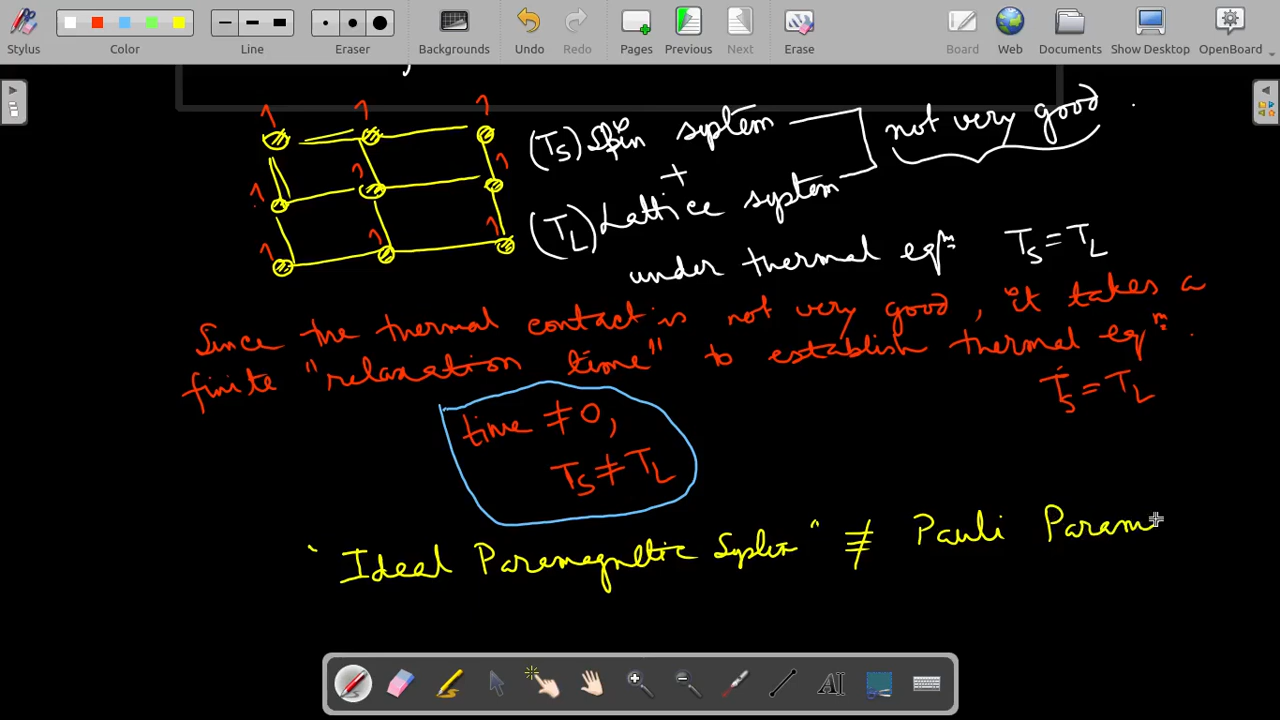 Stylus
Color
Line
Eraser
Backgrounds
Undo
Redo
Pages
Previous
Next
Erase
Board
Web
Documents
Show Desktop
OpenBoard
(TS) Spin system
+
(TL) Lattice system
not very good.
under thermal eqm TS = TL
Since the thermal contact is not very good, it takes a
finite "relaxation time" to establish thermal eqm.
TS = TL
time ≠ 0,
TS ≠ TL
"Ideal Paramagnetic System" ≢ Pauli Param